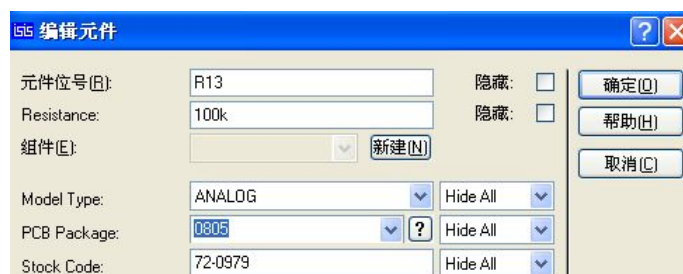 isis 编辑元件
元件位号(R): R13 隐藏: 确定(O)
Resistance: 100k 隐藏: 帮助(H)
组件(E): 新建(N) 取消(C)
Model Type: ANALOG Hide All
PCB Package: 0805 ? Hide All
Stock Code: 72-0979 Hide All